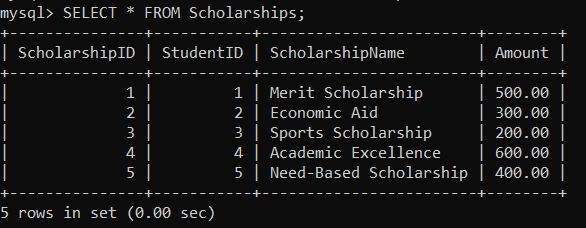 mysql> SELECT * FROM Scholarships;
+---------------+-----------+------------------------+--------+
| ScholarshipID | StudentID | ScholarshipName        | Amount |
+---------------+-----------+------------------------+--------+
|             1 |         1 | Merit Scholarship      | 500.00 |
|             2 |         2 | Economic Aid           | 300.00 |
|             3 |         3 | Sports Scholarship     | 200.00 |
|             4 |         4 | Academic Excellence    | 600.00 |
|             5 |         5 | Need-Based Scholarship | 400.00 |
+---------------+-----------+------------------------+--------+
5 rows in set (0.00 sec)